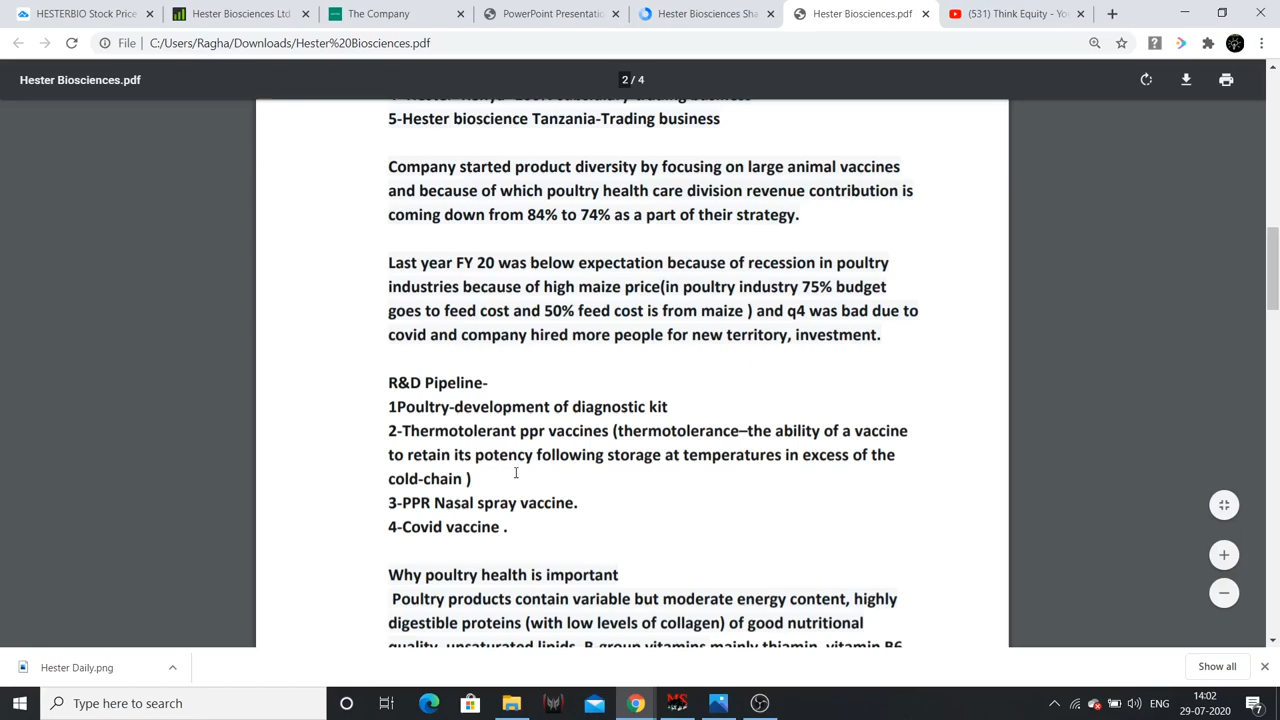 HESTERBIO Stock Price
Hester Biosciences Ltd
The Company
PowerPoint Presentati
Hester Biosciences Sha
Hester Biosciences.pdf
(531) Think Equity - Yo
File C:/Users/Ragha/Downloads/Hester%20Biosciences.pdf
Hester Biosciences.pdf
2 / 4
5-Hester bioscience Tanzania-Trading business
Company started product diversity by focusing on large animal vaccines
and because of which poultry health care division revenue contribution is
coming down from 84% to 74% as a part of their strategy.
Last year FY 20 was below expectation because of recession in poultry
industries because of high maize price(in poultry industry 75% budget
goes to feed cost and 50% feed cost is from maize ) and q4 was bad due to
covid and company hired more people for new territory, investment.
R&D Pipeline-
1Poultry-development of diagnostic kit
2-Thermotolerant ppr vaccines (thermotolerance–the ability of a vaccine
to retain its potency following storage at temperatures in excess of the
cold-chain )
3-PPR Nasal spray vaccine.
4-Covid vaccine .
Why poultry health is important
Poultry products contain variable but moderate energy content, highly
digestible proteins (with low levels of collagen) of good nutritional
quality, unsaturated lipids, B-group vitamins mainly thiamin, vitamin B6
Hester Daily.png
Show all
Type here to search
ENG
14:02
29-07-2020
7